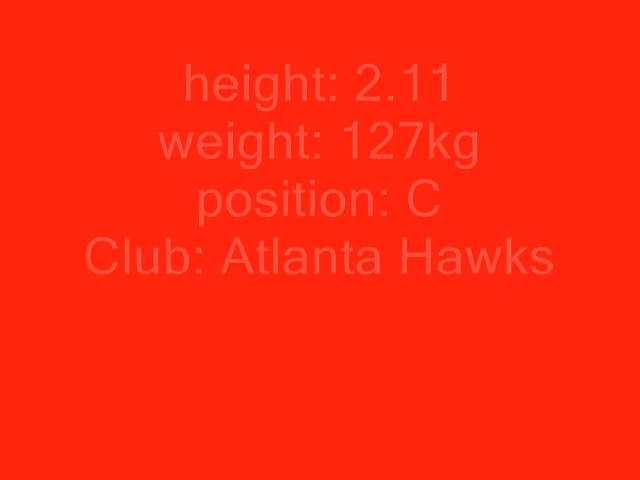 height: 2.11
weight: 127kg
position: C
Club: Atlanta Hawks